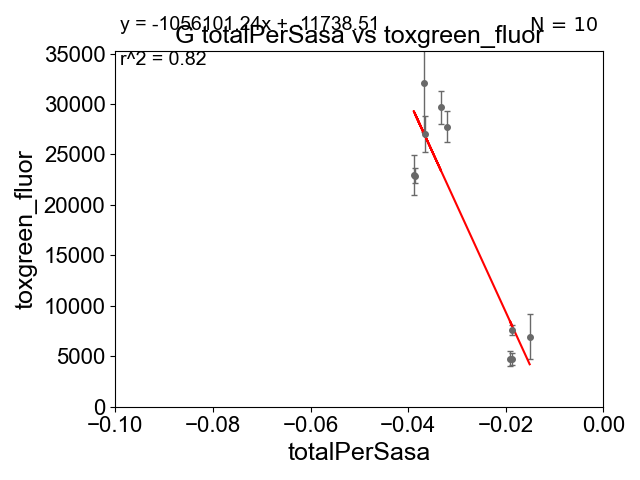 y = -1056101.24x + -11738.51
N = 10
G totalPerSasa vs toxgreen_fluor
r^2 = 0.82
35000
30000
25000
20000
15000
10000
5000
0
toxgreen_fluor
−0.10 −0.08 −0.06 −0.04 −0.02 0.00
totalPerSasa